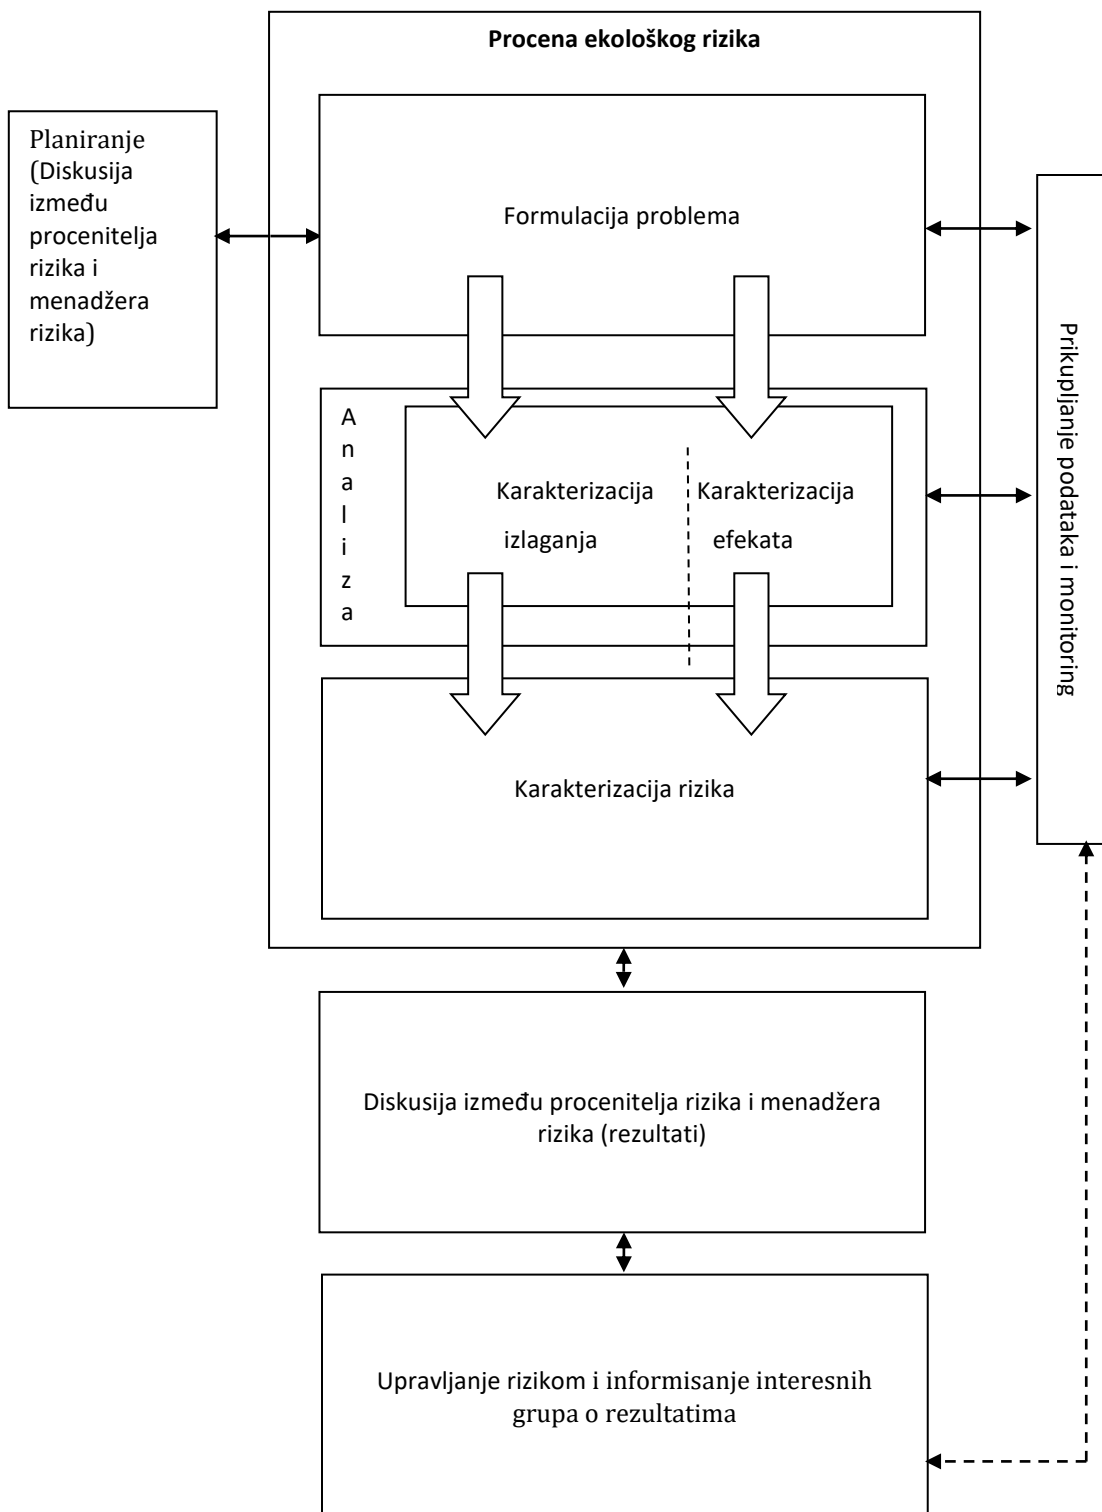 Procena ekološkog rizika
Planiranje
(Diskusija
između
procenitelja
rizika i
menadžera
rizika)
Formulacija problema
Analiza
Karakterizacija
izlaganja
Karakterizacija
efekata
Karakterizacija rizika
Prikupljanje podataka i monitoring
Diskusija između procenitelja rizika i menadžera
rizika (rezultati)
Upravljanje rizikom i informisanje interesnih
grupa o rezultatima